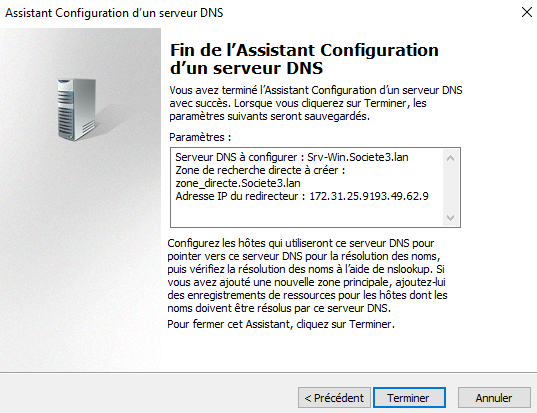 Assistant Configuration d'un serveur DNS
Fin de l'Assistant Configuration
d'un serveur DNS
Vous avez terminé l'Assistant Configuration d'un serveur DNS
avec succès. Lorsque vous cliquerez sur Terminer, les
paramètres suivants seront sauvegardés.
Paramètres :
Serveur DNS à configurer : Srv-Win.Societe3.lan
Zone de recherche directe à créer :
zone_directe.Societe3.lan
Adresse IP du redirecteur : 172.31.25.9193.49.62.9
Configurez les hôtes qui utiliseront ce serveur DNS pour
pointer vers ce serveur DNS pour la résolution des noms,
puis vérifiez la résolution des noms à l'aide de nslookup. Si
vous avez ajouté une nouvelle zone principale, ajoutez-lui
des enregistrements de ressources pour les hôtes dont les
noms doivent être résolus par ce serveur DNS.
Pour fermer cet Assistant, cliquez sur Terminer.
< Précédent Terminer Annuler